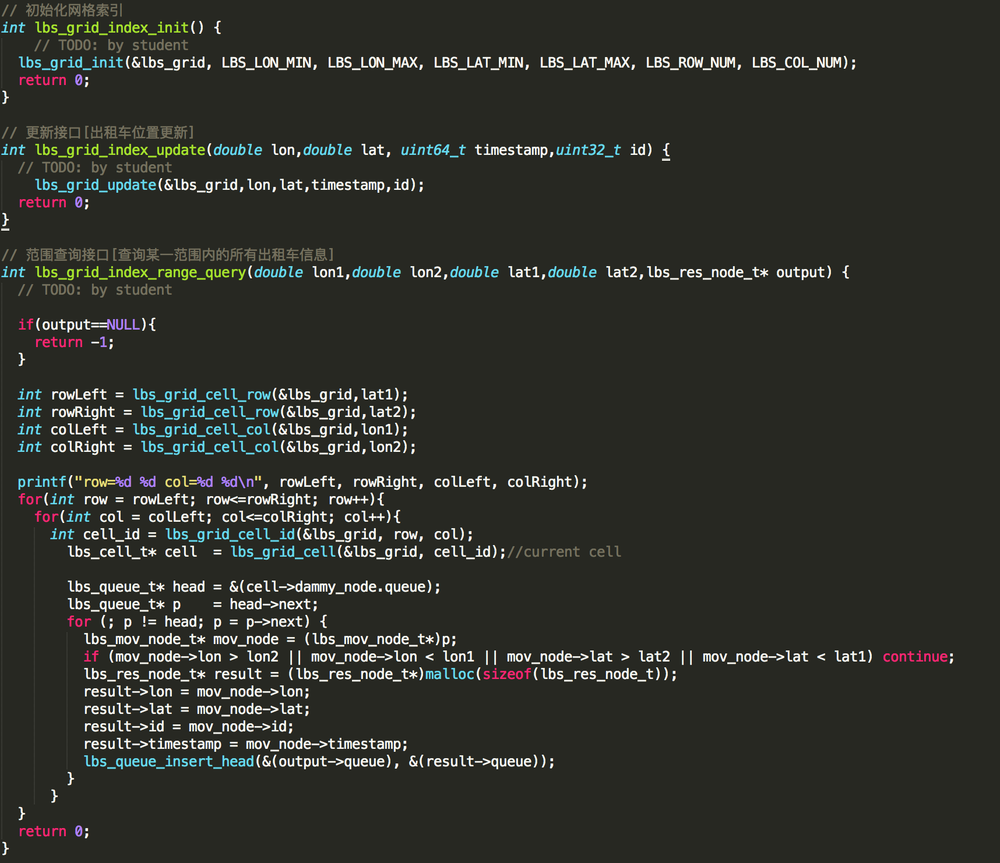 // 初始化网格索引
int lbs_grid_index_init() {
    // TODO: by student
  lbs_grid_init(&lbs_grid, LBS_LON_MIN, LBS_LON_MAX, LBS_LAT_MIN, LBS_LAT_MAX, LBS_ROW_NUM, LBS_COL_NUM);
  return 0;
}

// 更新接口[出租车位置更新]
int lbs_grid_index_update(double lon,double lat, uint64_t timestamp,uint32_t id) {
  // TODO: by student
    lbs_grid_update(&lbs_grid,lon,lat,timestamp,id);
  return 0;
}

// 范围查询接口[查询某一范围内的所有出租车信息]
int lbs_grid_index_range_query(double lon1,double lon2,double lat1,double lat2,lbs_res_node_t* output) {
  // TODO: by student

  if(output==NULL){
    return -1;
  }

  int rowLeft = lbs_grid_cell_row(&lbs_grid,lat1);
  int rowRight = lbs_grid_cell_row(&lbs_grid,lat2);
  int colLeft = lbs_grid_cell_col(&lbs_grid,lon1);
  int colRight = lbs_grid_cell_col(&lbs_grid,lon2);

  printf("row=%d %d col=%d %d\n", rowLeft, rowRight, colLeft, colRight);
  for(int row = rowLeft; row<=rowRight; row++){
    for(int col = colLeft; col<=colRight; col++){
      int cell_id = lbs_grid_cell_id(&lbs_grid, row, col);
        lbs_cell_t* cell  = lbs_grid_cell(&lbs_grid, cell_id);//current cell

        lbs_queue_t* head = &(cell->dammy_node.queue);
        lbs_queue_t* p    = head->next;
        for (; p != head; p = p->next) {
          lbs_mov_node_t* mov_node = (lbs_mov_node_t*)p;
          if (mov_node->lon > lon2 || mov_node->lon < lon1 || mov_node->lat > lat2 || mov_node->lat < lat1) continue;
          lbs_res_node_t* result = (lbs_res_node_t*)malloc(sizeof(lbs_res_node_t));
          result->lon = mov_node->lon;
          result->lat = mov_node->lat;
          result->id = mov_node->id;
          result->timestamp = mov_node->timestamp;
          lbs_queue_insert_head(&(output->queue), &(result->queue));
        }
      }
  }
  return 0;
}